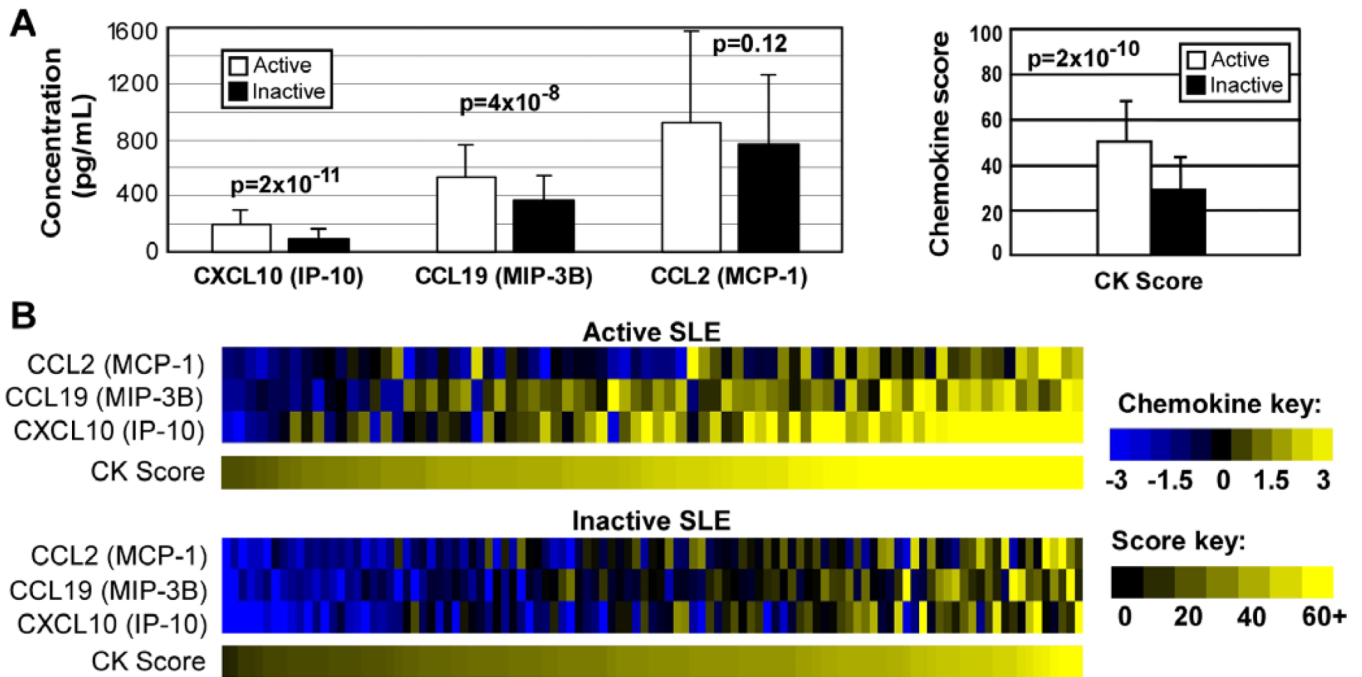 A
Concentration
(pg/mL)
1600
1200
800
400
0
Active
Inactive
p=2x10-11
p=4x10-8
p=0.12
CXCL10 (IP-10)
CCL19 (MIP-3B)
CCL2 (MCP-1)
Chemokine score
100
80
60
40
20
0
p=2x10-10
Active
Inactive
CK Score
B
Active SLE
CCL2 (MCP-1)
CCL19 (MIP-3B)
CXCL10 (IP-10)
CK Score
Inactive SLE
CCL2 (MCP-1)
CCL19 (MIP-3B)
CXCL10 (IP-10)
CK Score
Chemokine key:
-3 -1.5 0 1.5 3
Score key:
0 20 40 60+